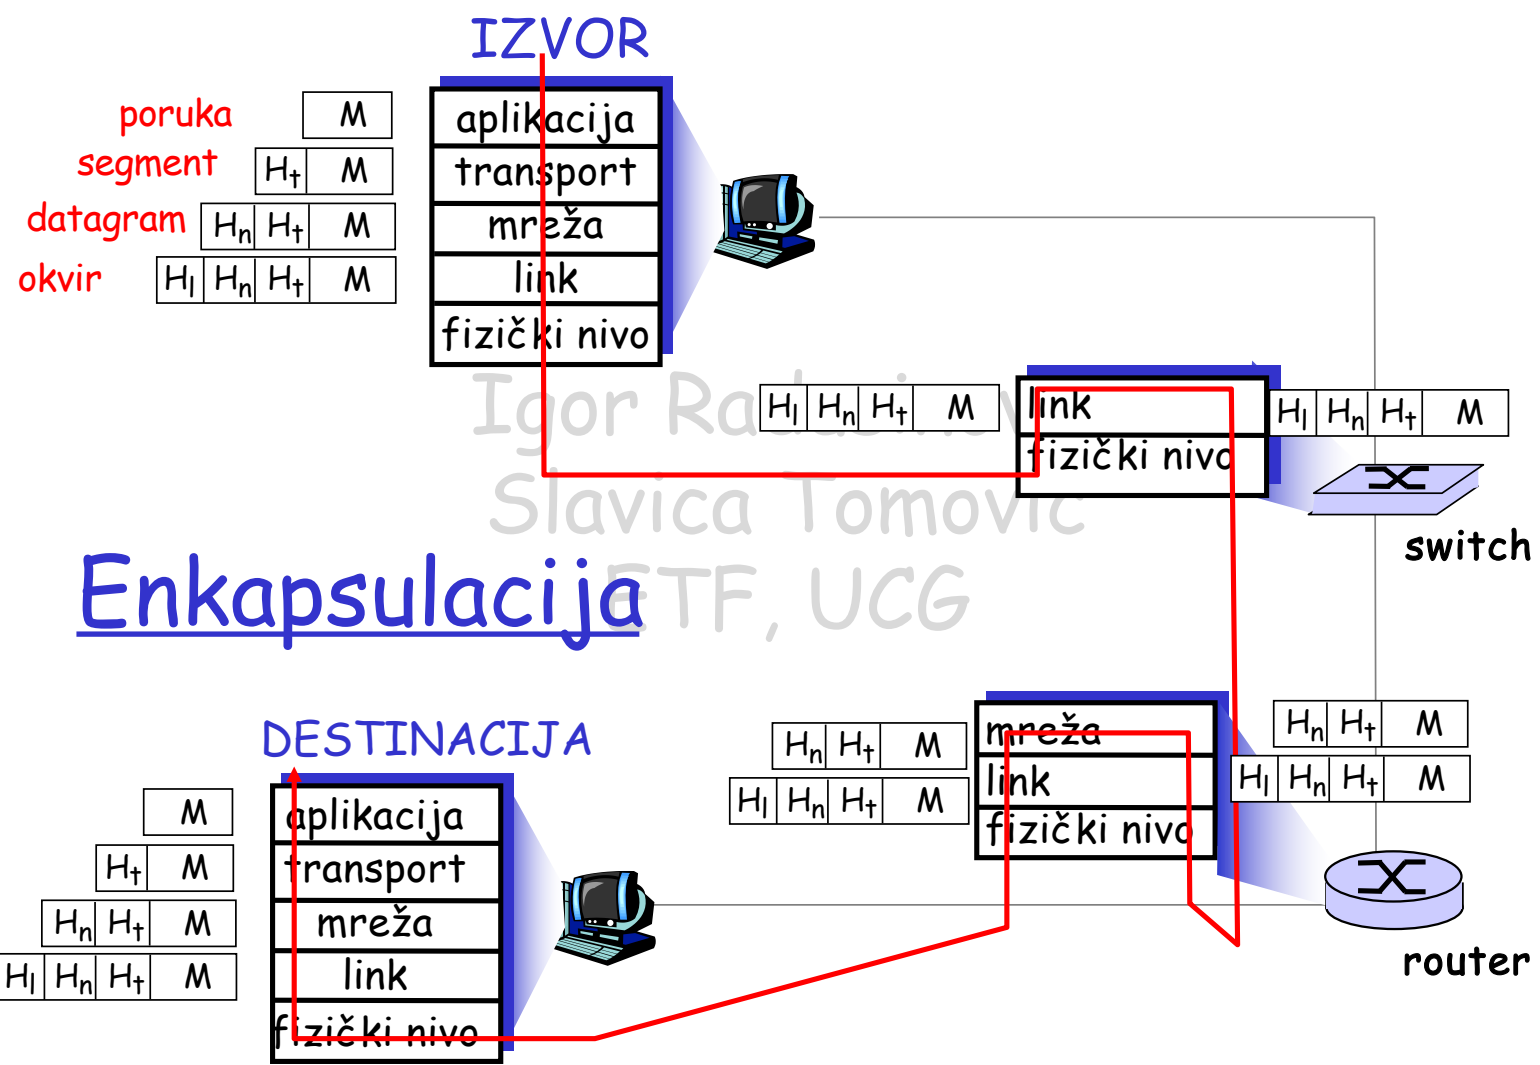 IZVOR
poruka M aplikacija
segment Ht M transport
datagram Hn Ht M mreža
okvir Hl Hn Ht M link
fizički nivo
Hl Hn Ht M link Hl Hn Ht M
fizički nivo
switch
Igor
Slavica Tomović
ETF, UCG
Enkapsulacija
DESTINACIJA
Hn Ht M mreža Hn Ht M
Hl Hn Ht M link Hl Hn Ht M
fizički nivo
router
M aplikacija
Ht M transport
Hn Ht M mreža
Hl Hn Ht M link
fizički nivo